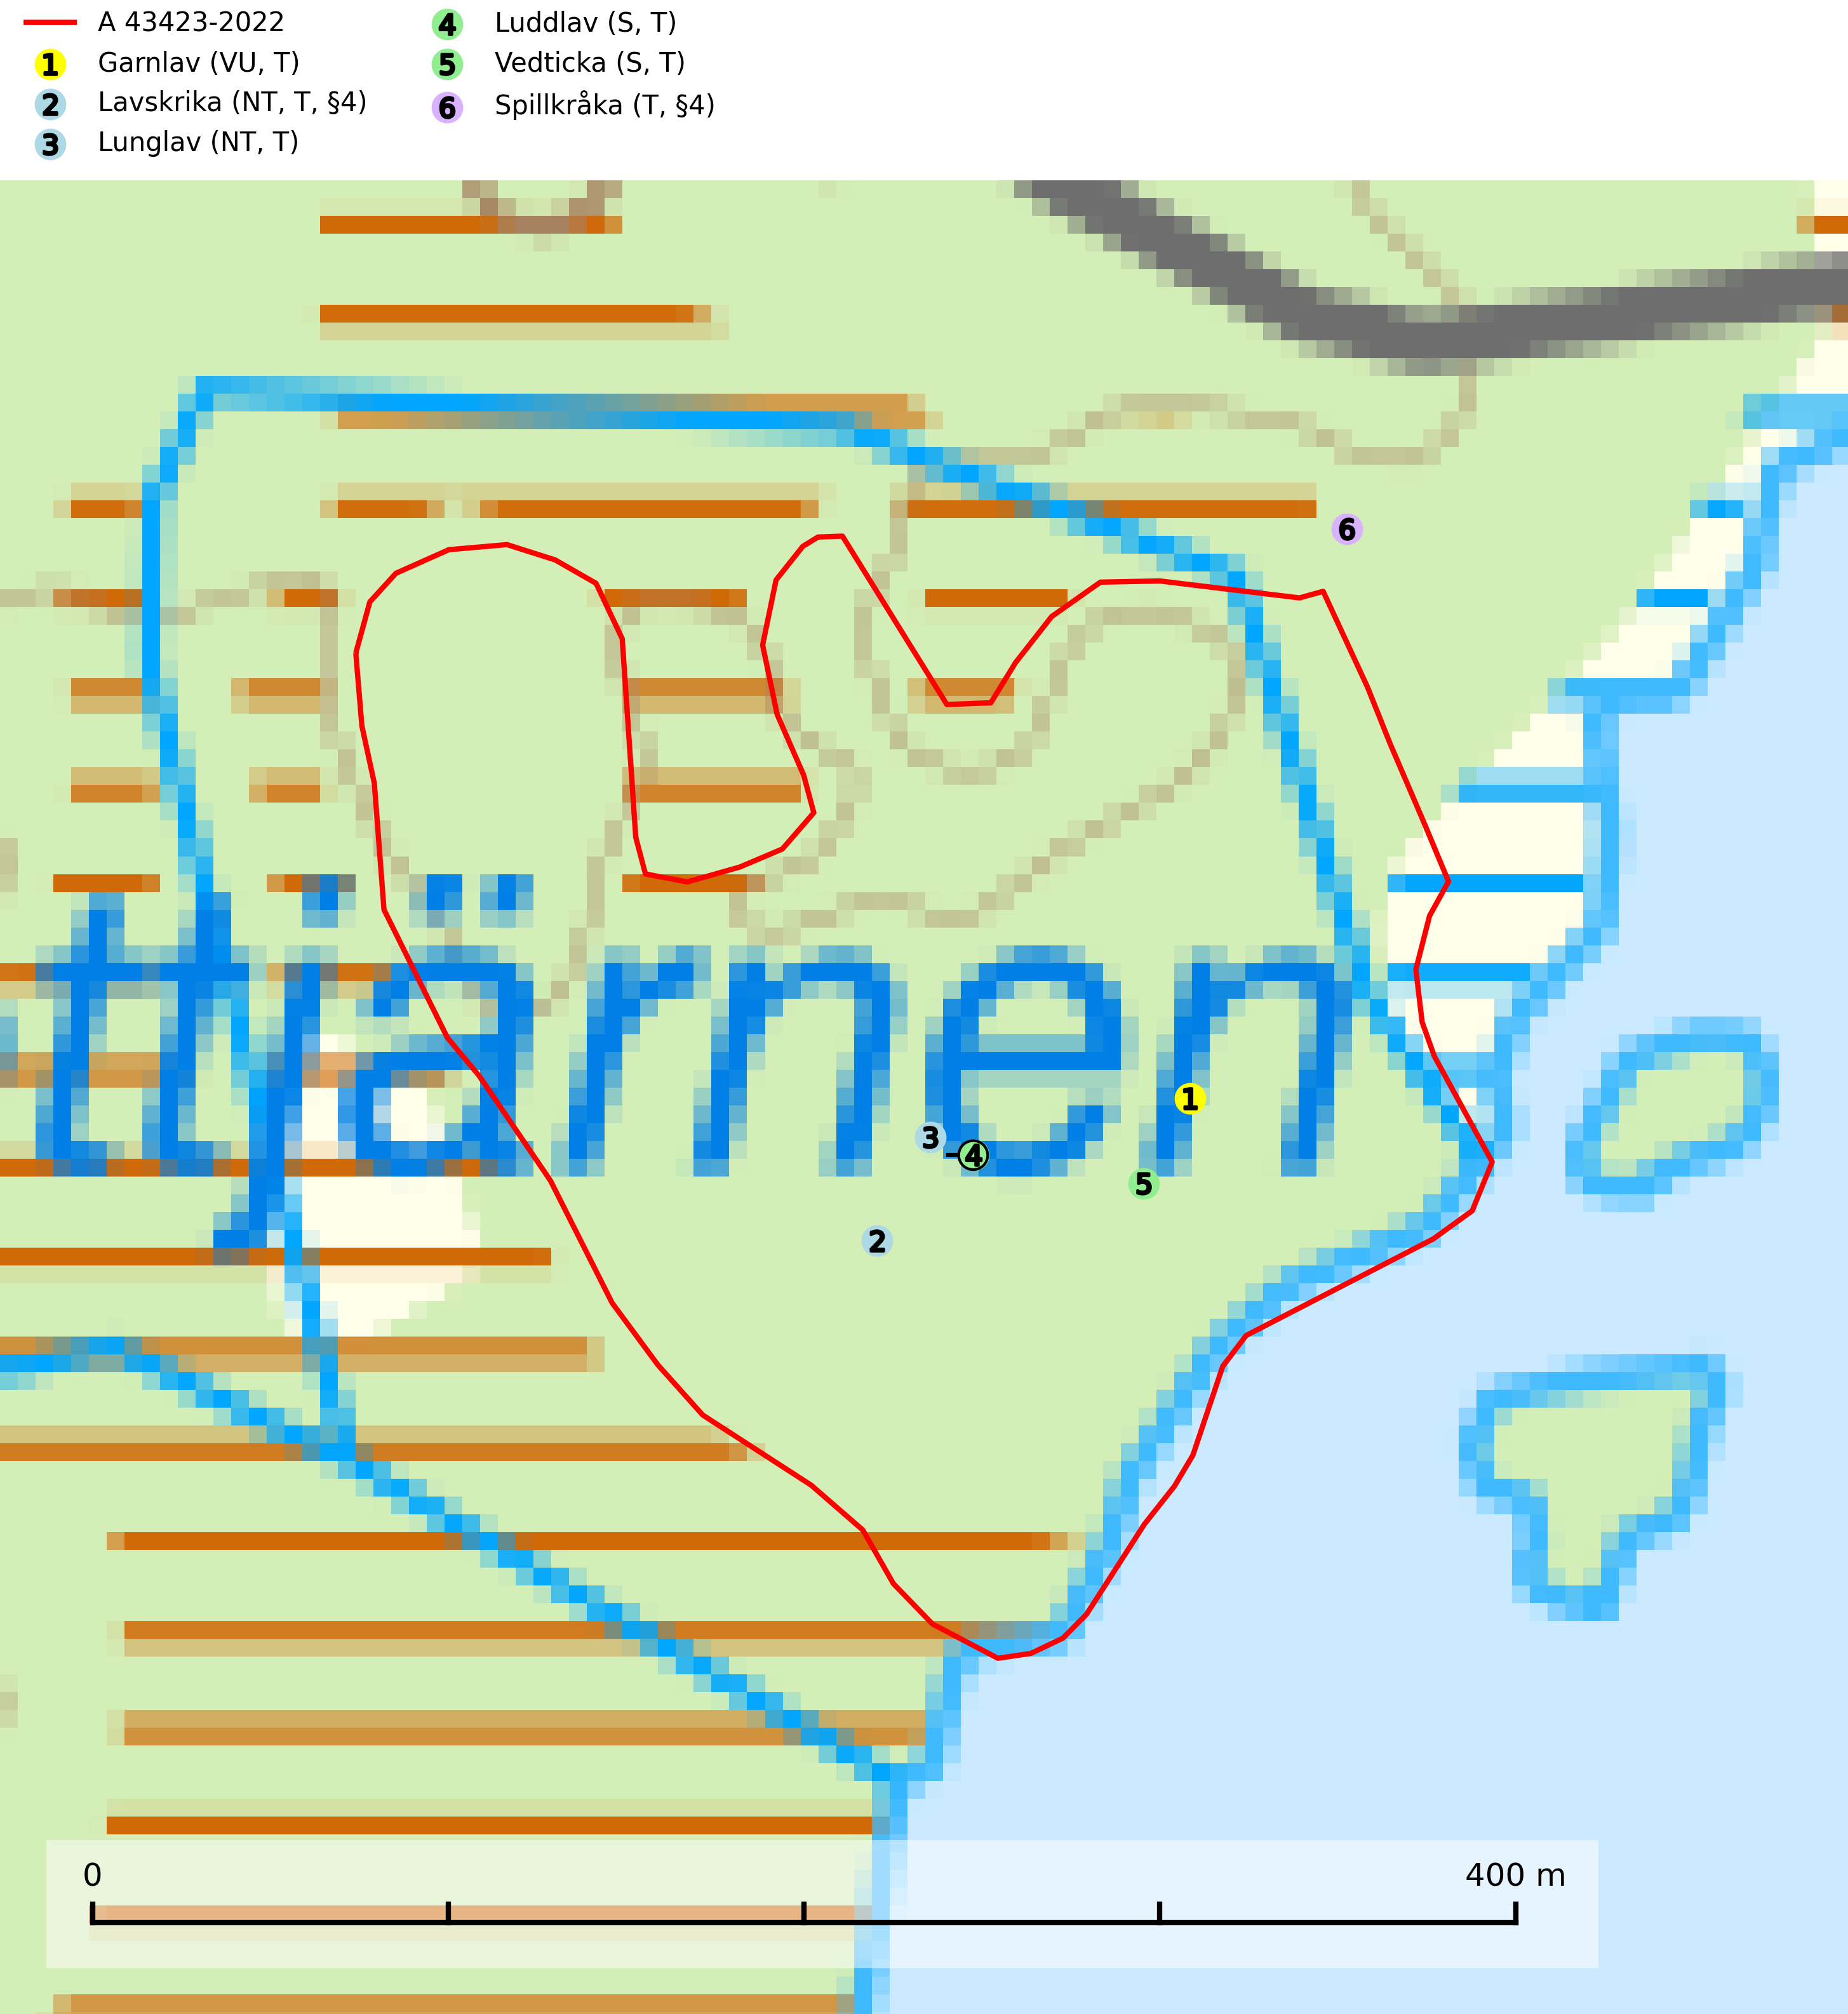 A 43423-2022
1 Garnlav (VU, T)
2 Lavskrika (NT, T, §4)
3 Lunglav (NT, T)
4 Luddlav (S, T)
5 Vedticka (S, T)
6 Spillkråka (T, §4)
6
1
3
4
5
2
0
400 m